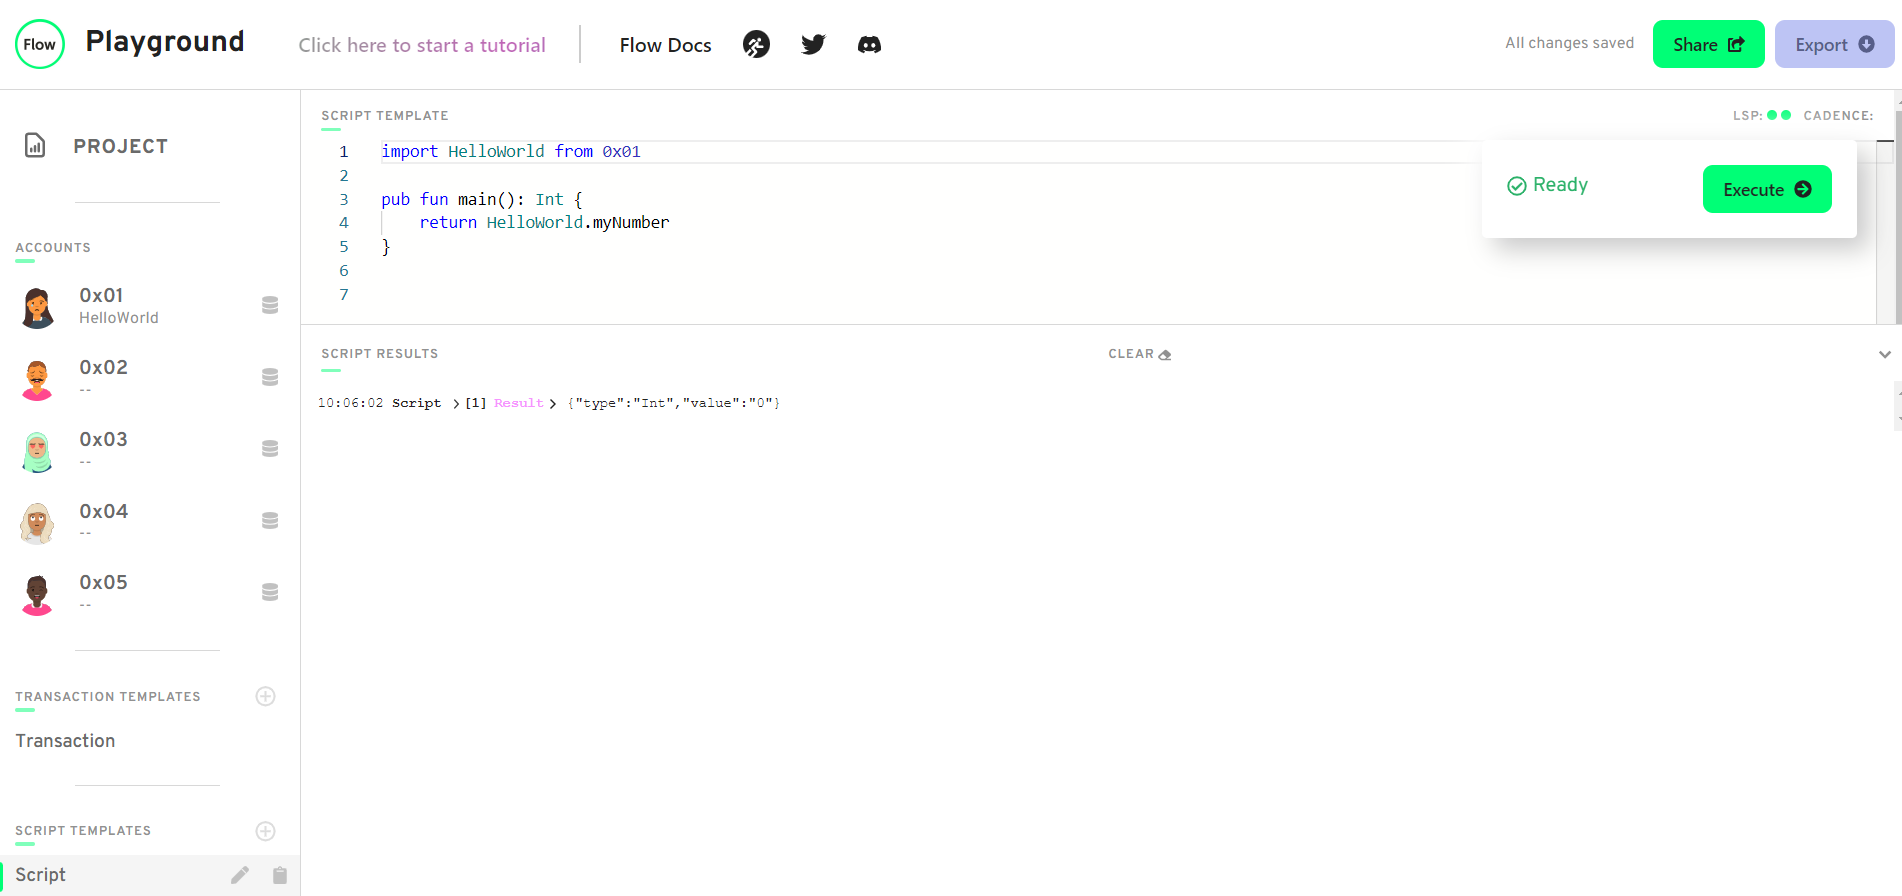 Flow Playground Click here to start a tutorial Flow Docs All changes saved Share Export
PROJECT
ACCOUNTS
0x01
HelloWorld
0x02
--
0x03
--
0x04
--
0x05
--
TRANSACTION TEMPLATES
Transaction
SCRIPT TEMPLATES
Script
SCRIPT TEMPLATE LSP: CADENCE:
1 import HelloWorld from 0x01
2
3 pub fun main(): Int {
4 return HelloWorld.myNumber
5 }
6
7
Ready Execute
SCRIPT RESULTS CLEAR
10:06:02 Script >[1] Result > {"type":"Int","value":"0"}